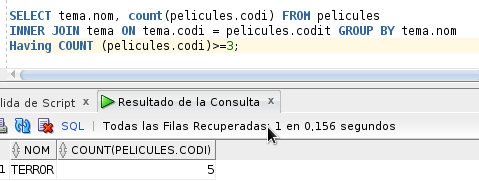 SELECT tema.nom, count(pelicules.codi) FROM pelicules
INNER JOIN tema ON tema.codi = pelicules.codit GROUP BY tema.nom
Having COUNT (pelicules.codi)>=3;
lida de Script x Resultado de la Consulta x
SQL | Todas las Filas Recuperadas: 1 en 0,156 segundos
NOM COUNT(PELICULES.CODI)
1 TERROR 5